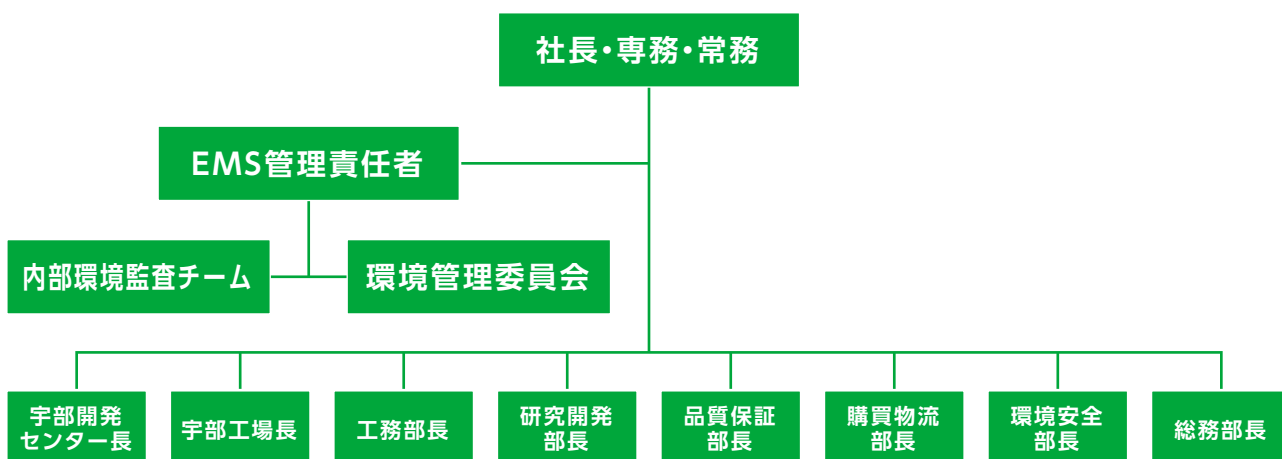 社長・専務・常務
EMS管理責任者
内部環境監査チーム
環境管理委員会
宇部開発
センター長
宇部工場長
工務部長
研究開発
部長
品質保証
部長
購買物流
部長
環境安全
部長
総務部長